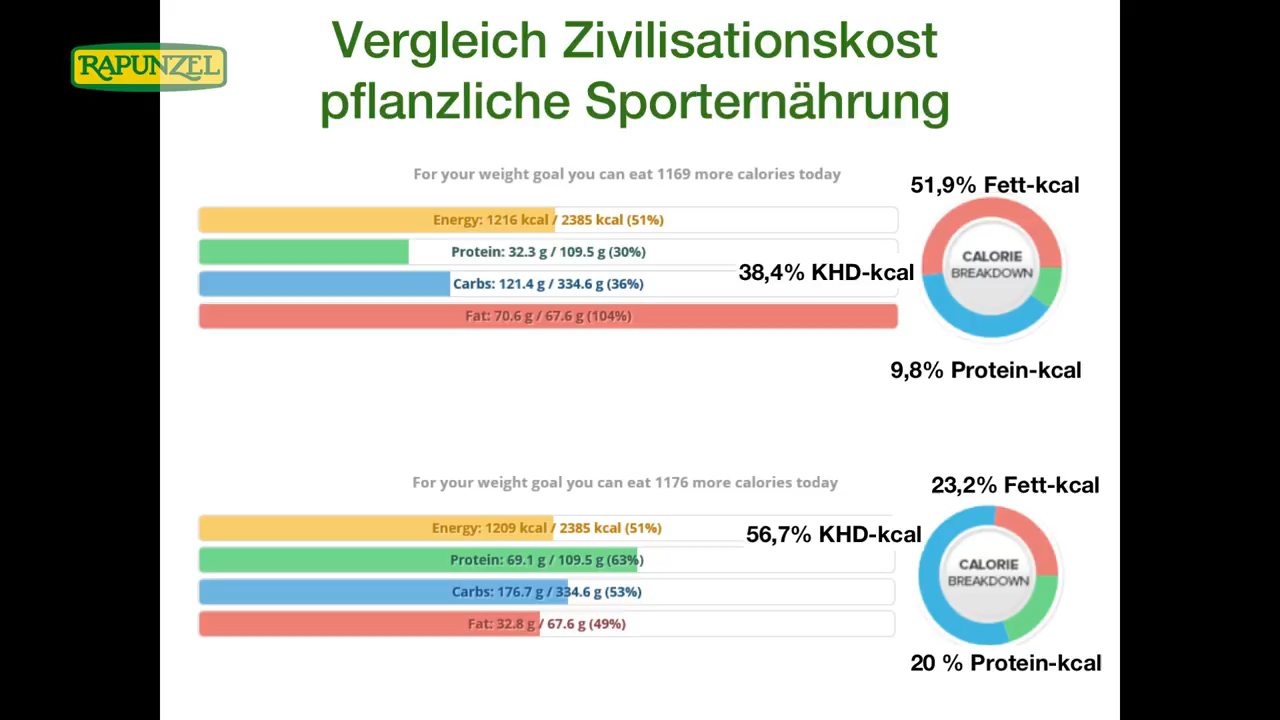 Vergleich Zivilisationskost
pflanzliche Sporternährung
RAPUNZEL
For your weight goal you can eat 1169 more calories today
51,9% Fett-kcal
Energy: 1216 kcal / 2385 kcal (51%)
Protein: 32.3 g / 109.5 g (30%)
Carbs: 121.4 g / 334.6 g (36%)
Fat: 70.6 g / 67.6 g (104%)
38,4% KHD-kcal
CALORIE
BREAKDOWN
9,8% Protein-kcal
For your weight goal you can eat 1176 more calories today
23,2% Fett-kcal
Energy: 1209 kcal / 2385 kcal (51%)
Protein: 69.1 g / 109.5 g (63%)
Carbs: 176.7 g / 334.6 g (53%)
Fat: 32.8 g / 67.6 g (49%)
56,7% KHD-kcal
CALORIE
BREAKDOWN
20 % Protein-kcal